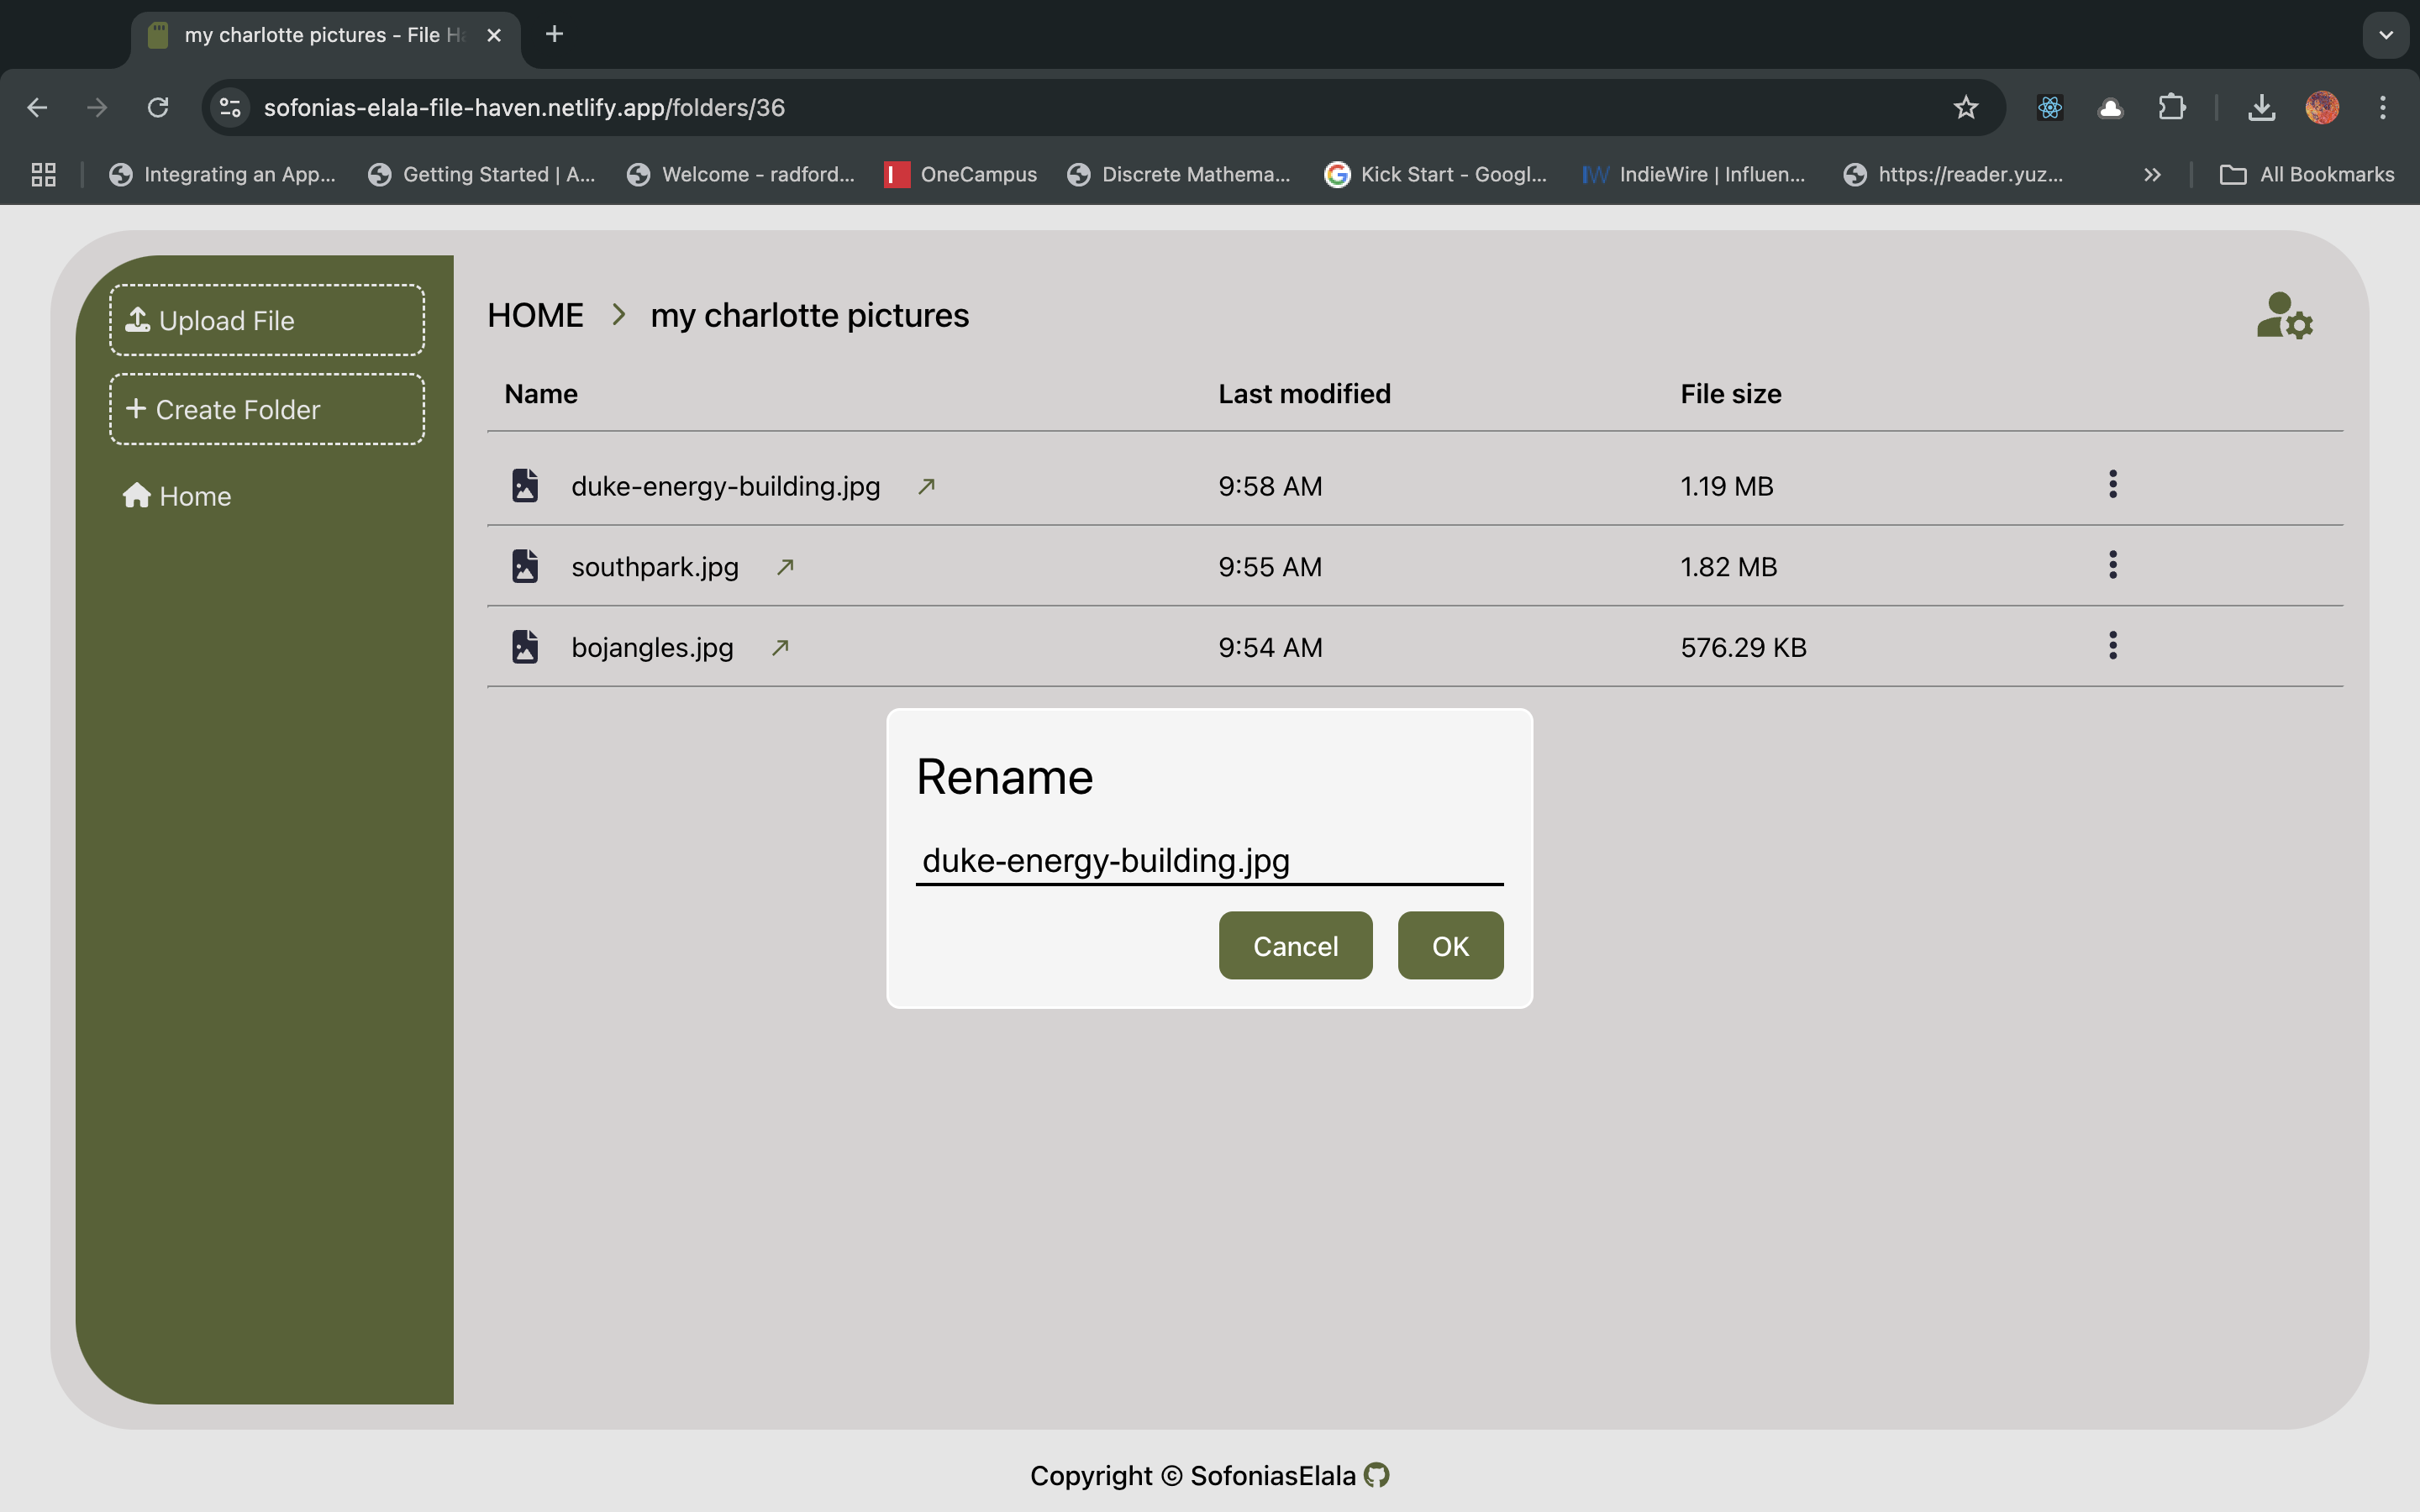 my charlotte pictures - File
sofonias-elala-file-haven.netlify.app/folders/36
Integrating an App... Getting Started | A... Welcome - radford... OneCampus Discrete Mathema... Kick Start - Googl... IW IndieWire | Influen... https://reader.yuz... » All Bookmarks
Upload File
Create Folder
Home
HOME > my charlotte pictures
Name Last modified File size
duke-energy-building.jpg 9:58 AM 1.19 MB
southpark.jpg 9:55 AM 1.82 MB
bojangles.jpg 9:54 AM 576.29 KB
Rename
duke-energy-building.jpg
Cancel OK
Copyright © SofoniasElala